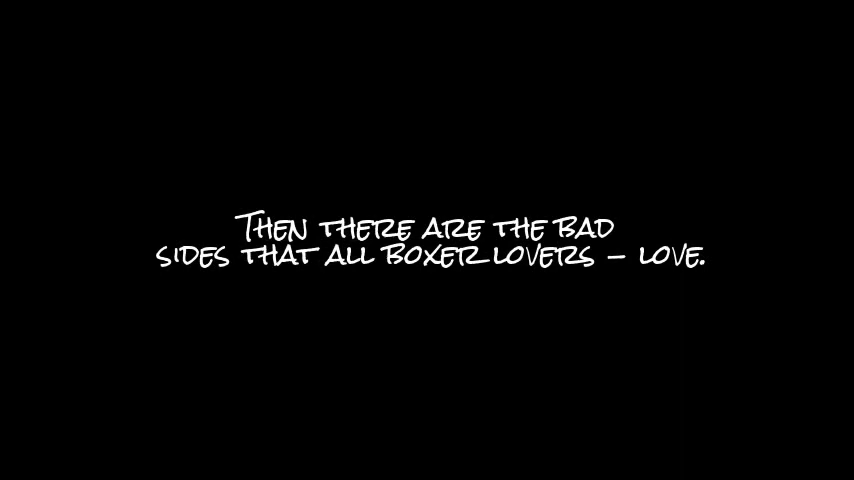 Then there are the bad
sides that all boxer lovers - love.